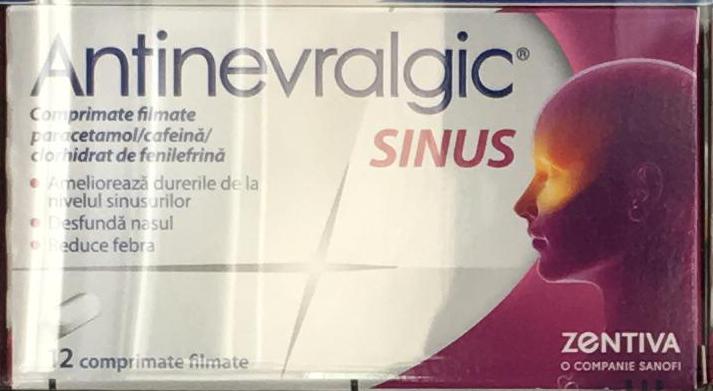 Antinevralgic®
Comprimate filmate
paracetamol/cafeină/
clorhidrat de fenilefrină
SINUS
• Ameliorează durerile de la
nivelul sinusurilor
• Desfundă nasul
• Reduce febra
12 comprimate filmate
ZENTIVA
O COMPANIE SANOFI